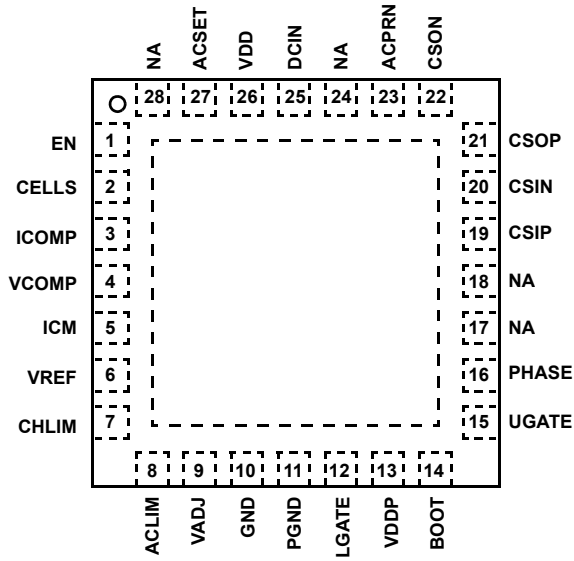 NA
ACSET
VDD
DCIN
NA
ACPRN
CSON
28
27
26
25
24
23
22
EN 1
CELLS 2
ICOMP 3
VCOMP 4
ICM 5
VREF 6
CHLIM 7
21 CSOP
20 CSIN
19 CSIP
18 NA
17 NA
16 PHASE
15 UGATE
8
9
10
11
12
13
14
ACLIM
VADJ
GND
PGND
LGATE
VDDP
BOOT